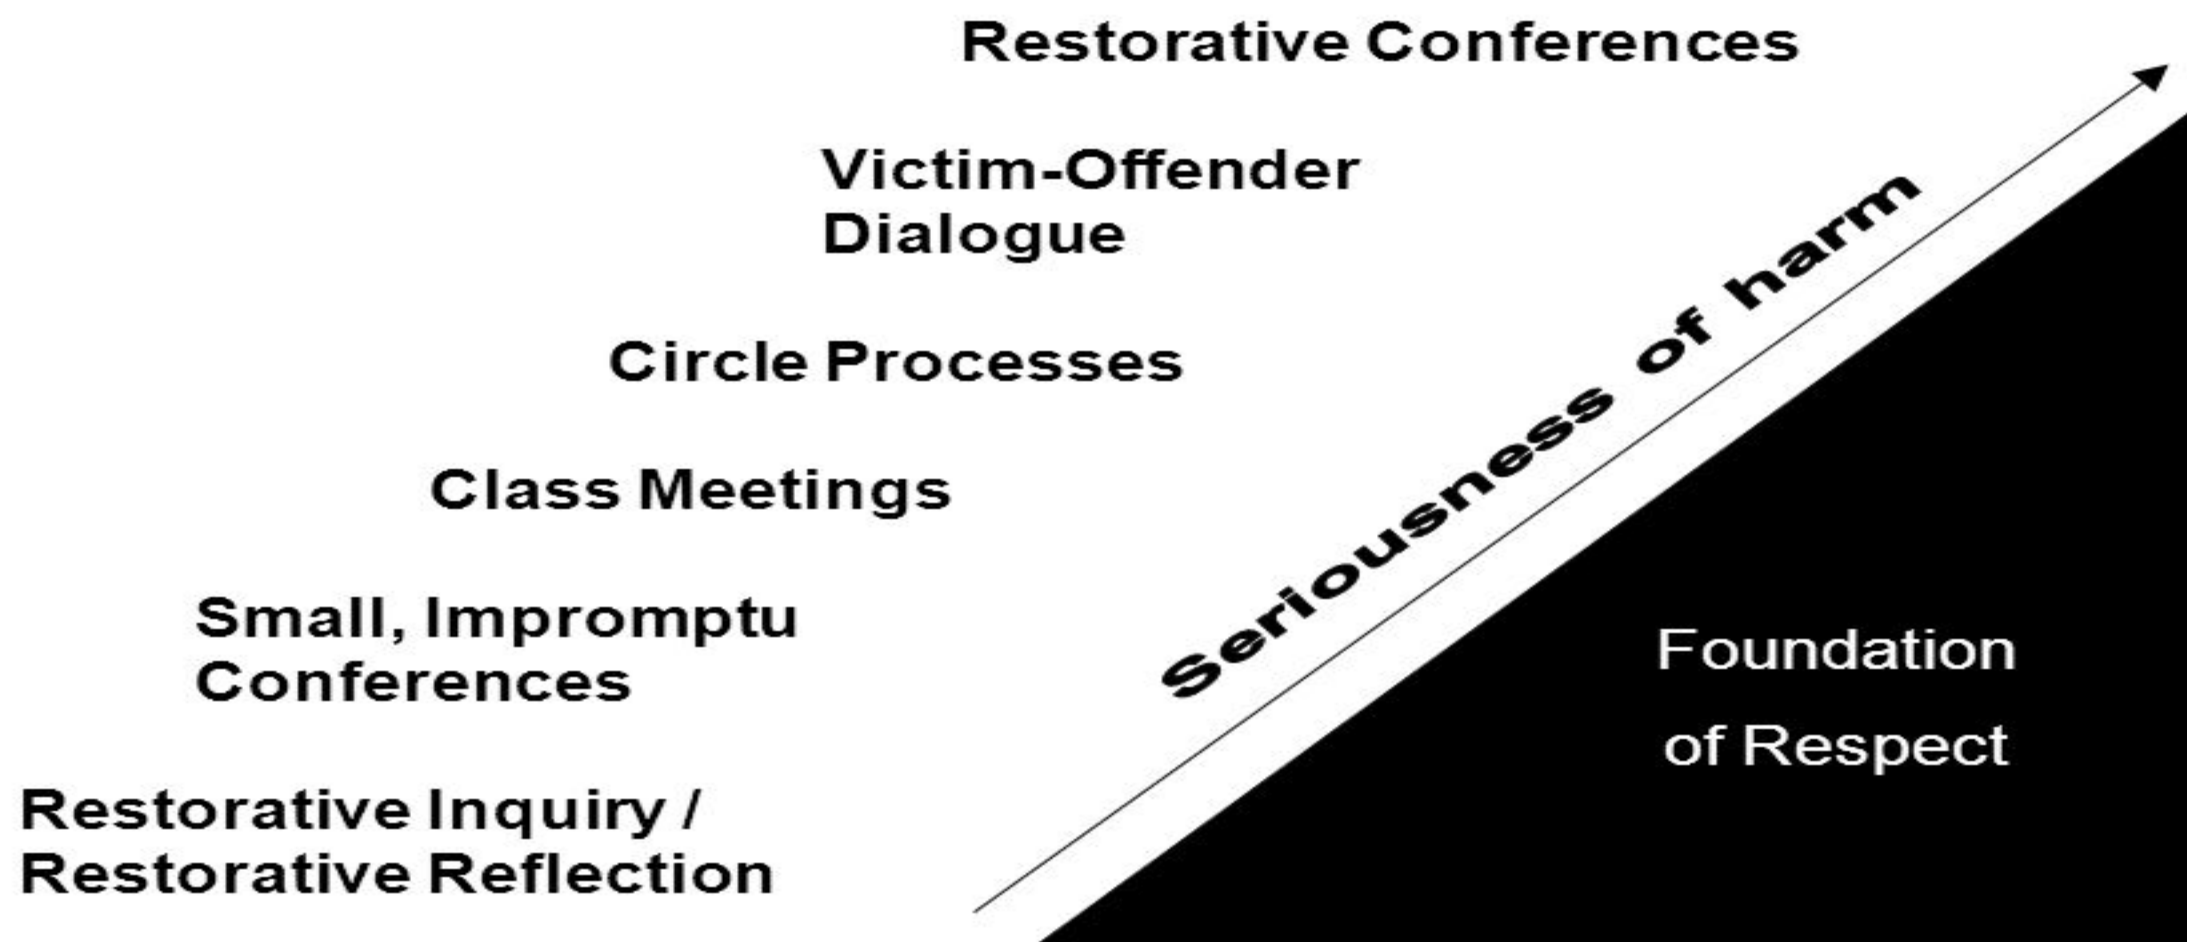 Restorative Conferences
Victim-Offender
Dialogue
Circle Processes
Class Meetings
Small, Impromptu
Conferences
Restorative Inquiry /
Restorative Reflection
Seriousness of harm
Foundation
of Respect